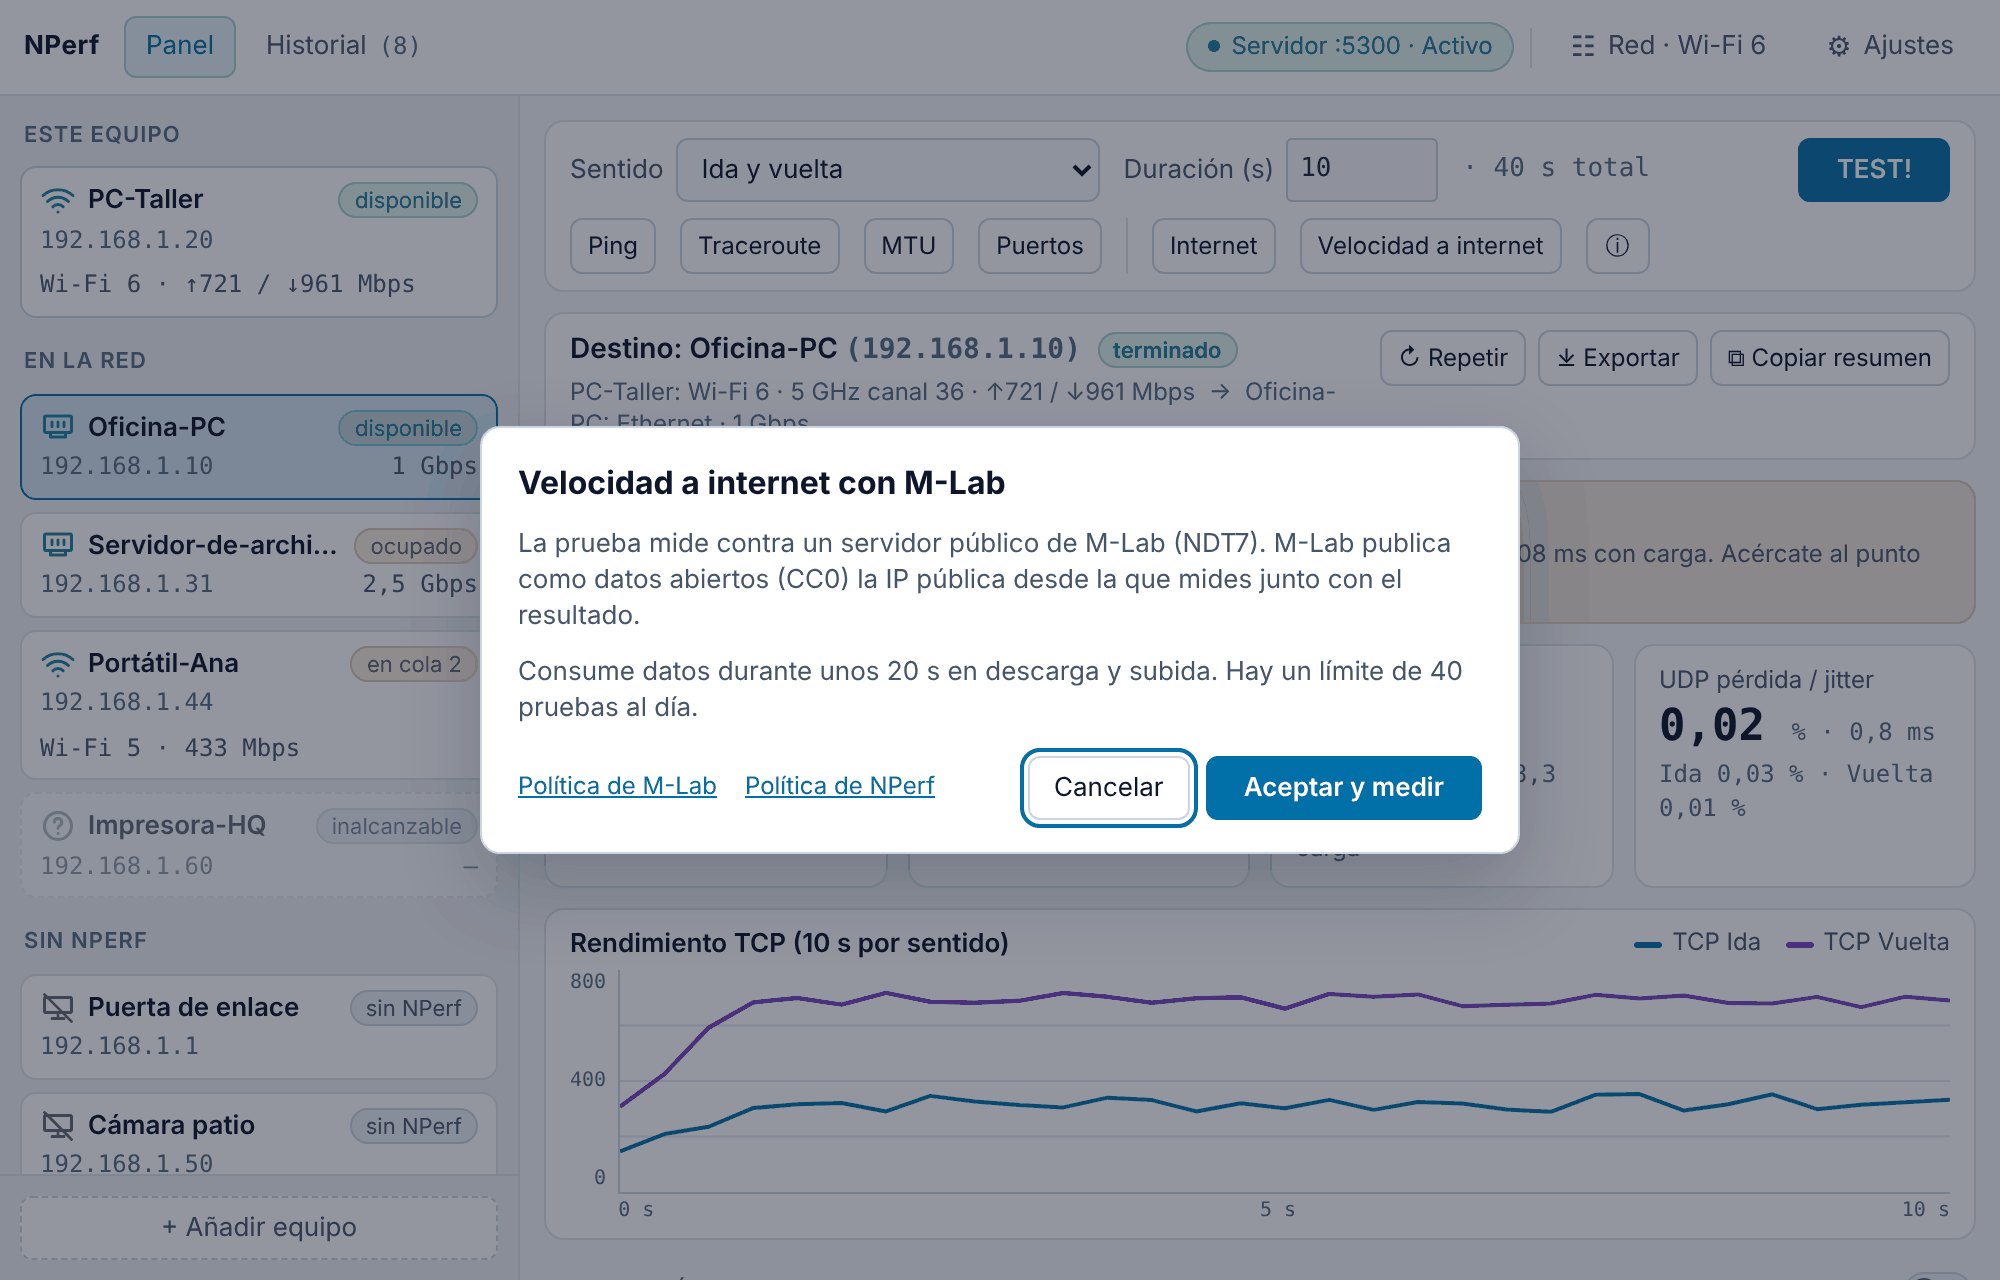 NPerf
Panel
Historial (8)
Servidor :5300 · Activo
Red · Wi-Fi 6
Ajustes
ESTE EQUIPO
PC-Taller
disponible
192.168.1.20
Wi-Fi 6 · ↑721 / ↓961 Mbps
EN LA RED
Oficina-PC
disponible
192.168.1.10
1 Gbps
Servidor-de-archi...
ocupado
192.168.1.31
2,5 Gbps
Portátil-Ana
en cola 2
192.168.1.44
Wi-Fi 5 · 433 Mbps
Impresora-HQ
inalcanzable
192.168.1.60
—
SIN NPERF
Puerta de enlace
sin NPerf
192.168.1.1
Cámara patio
sin NPerf
192.168.1.50
+ Añadir equipo
Sentido
Ida y vuelta
Duración (s)
10
· 40 s total
TEST!
Ping
Traceroute
MTU
Puertos
Internet
Velocidad a internet
Destino: Oficina-PC (192.168.1.10)
terminado
Repetir
Exportar
Copiar resumen
PC-Taller: Wi-Fi 6 · 5 GHz canal 36 · ↑721 / ↓961 Mbps → Oficina-
PC: Ethernet · 1 Gbps
Velocidad a internet con M-Lab
La prueba mide contra un servidor público de M-Lab (NDT7). M-Lab publica
como datos abiertos (CC0) la IP pública desde la que mides junto con el
resultado.
Consume datos durante unos 20 s en descarga y subida. Hay un límite de 40
pruebas al día.
Política de M-Lab
Política de NPerf
Cancelar
Aceptar y medir
08 ms con carga. Acércate al punto
UDP pérdida / jitter
0,02 % · 0,8 ms
Ida 0,03 % · Vuelta
0,01 %
carga
Rendimiento TCP (10 s por sentido)
TCP Ida
TCP Vuelta
800
400
0
0 s
5 s
10 s